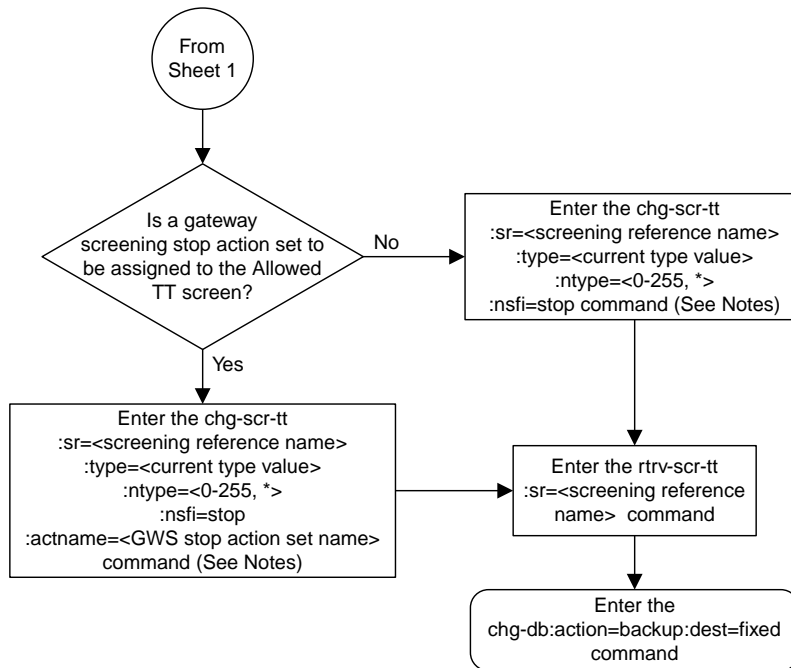 From
Sheet 1
Is a gateway
screening stop action set to
be assigned to the Allowed
TT screen?
No
Enter the chg-scr-tt
:sr=<screening reference name>
:type=<current type value>
:ntype=<0-255, *>
:nsfi=stop command (See Notes)
Yes
Enter the chg-scr-tt
:sr=<screening reference name>
:type=<current type value>
:ntype=<0-255, *>
:nsfi=stop
:actname=<GWS stop action set name>
command (See Notes)
Enter the rtrv-scr-tt
:sr=<screening reference
name> command
Enter the
chg-db:action=backup:dest=fixed
command